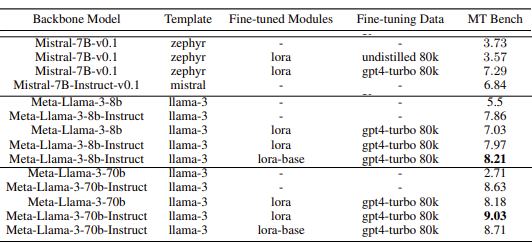 Backbone Model Template Fine-tuned Modules Fine-tuning Data MT Bench
Mistral-7B-v0.1 zephyr - - 3.73
Mistral-7B-v0.1 zephyr lora undistilled 80k 3.57
Mistral-7B-v0.1 zephyr lora gpt4-turbo 80k 7.29
Mistral-7B-Instruct-v0.1 mistral - - 6.84
Meta-Llama-3-8b llama-3 - - 5.5
Meta-Llama-3-8b-Instruct llama-3 - - 7.86
Meta-Llama-3-8b llama-3 lora gpt4-turbo 80k 7.03
Meta-Llama-3-8b-Instruct llama-3 lora gpt4-turbo 80k 7.97
Meta-Llama-3-8b-Instruct llama-3 lora-base gpt4-turbo 80k 8.21
Meta-Llama-3-70b llama-3 - - 2.71
Meta-Llama-3-70b-Instruct llama-3 - - 8.63
Meta-Llama-3-70b llama-3 lora gpt4-turbo 80k 8.18
Meta-Llama-3-70b-Instruct llama-3 lora gpt4-turbo 80k 9.03
Meta-Llama-3-70b-Instruct llama-3 lora-base gpt4-turbo 80k 8.71